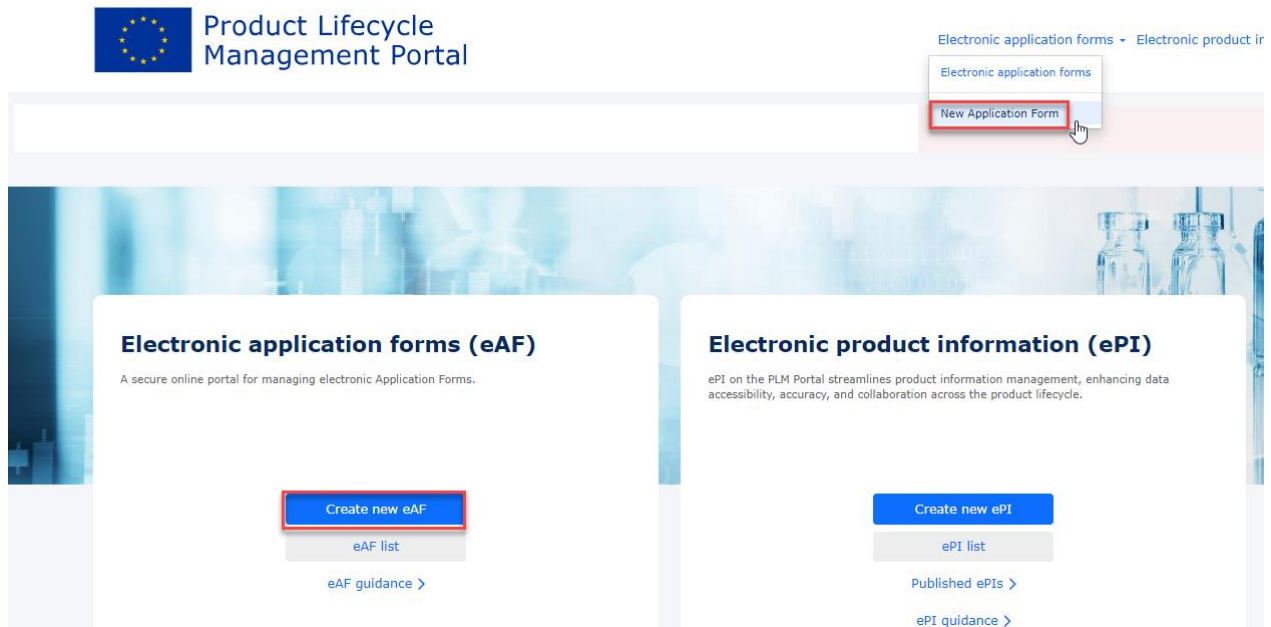 Product Lifecycle
Management Portal
Electronic application forms Electronic product
Electronic application forms
New Application Form
Electronic application forms (eAF)
A secure online portal for managing electronic Application Forms.
Create new eAF
eAF list
eAF guidance >
Electronic product information (ePI)
ePI on the PLM Portal streamlines product information management, enhancing data
accessibility, accuracy, and collaboration across the product lifecycle.
Create new ePI
ePI list
Published ePIs >
ePI guidance >